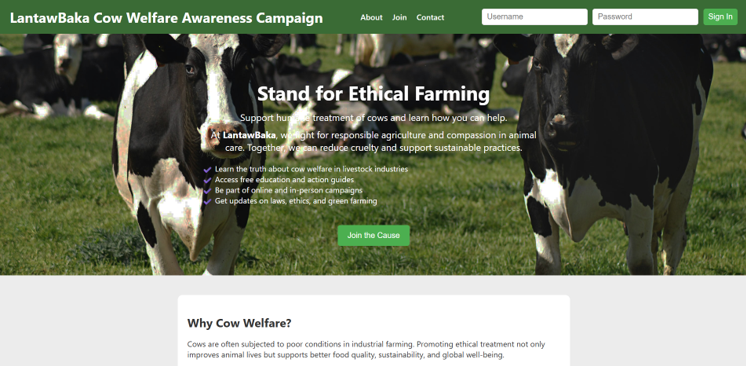 LantawBaka Cow Welfare Awareness Campaign
About Join Contact
Username
Password
Sign In
Stand for Ethical Farming
Support humane treatment of cows and learn how you can help.
At LantawBaka, we fight for responsible agriculture and compassion in animal
care. Together, we can reduce cruelty and support sustainable practices.
Learn the truth about cow welfare in livestock industries
Access free education and action guides
Be part of online and in-person campaigns
Get updates on laws, ethics, and green farming
Join the Cause
Why Cow Welfare?
Cows are often subjected to poor conditions in industrial farming. Promoting ethical treatment not only
improves animal lives but supports better food quality, sustainability, and global well-being.